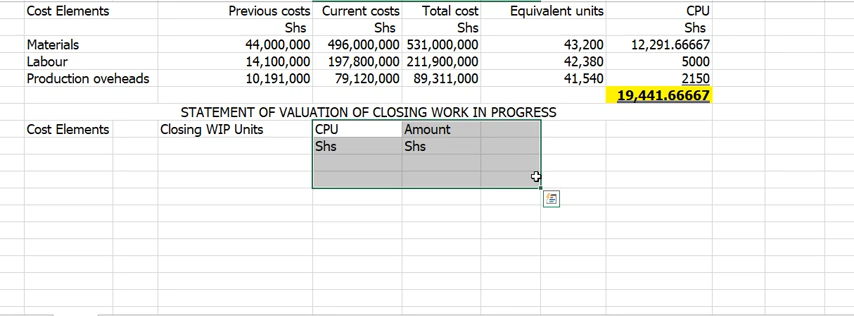 Cost Elements Previous costs Current costs Total cost Equivalent units CPU
Shs Shs Shs Shs
Materials 44,000,000 496,000,000 531,000,000 43,200 12,291.66667
Labour 14,100,000 197,800,000 211,900,000 42,380 5000
Production oveheads 10,191,000 79,120,000 89,311,000 41,540 2150
19,441.66667
STATEMENT OF VALUATION OF CLOSING WORK IN PROGRESS
Cost Elements Closing WIP Units CPU Amount
Shs Shs